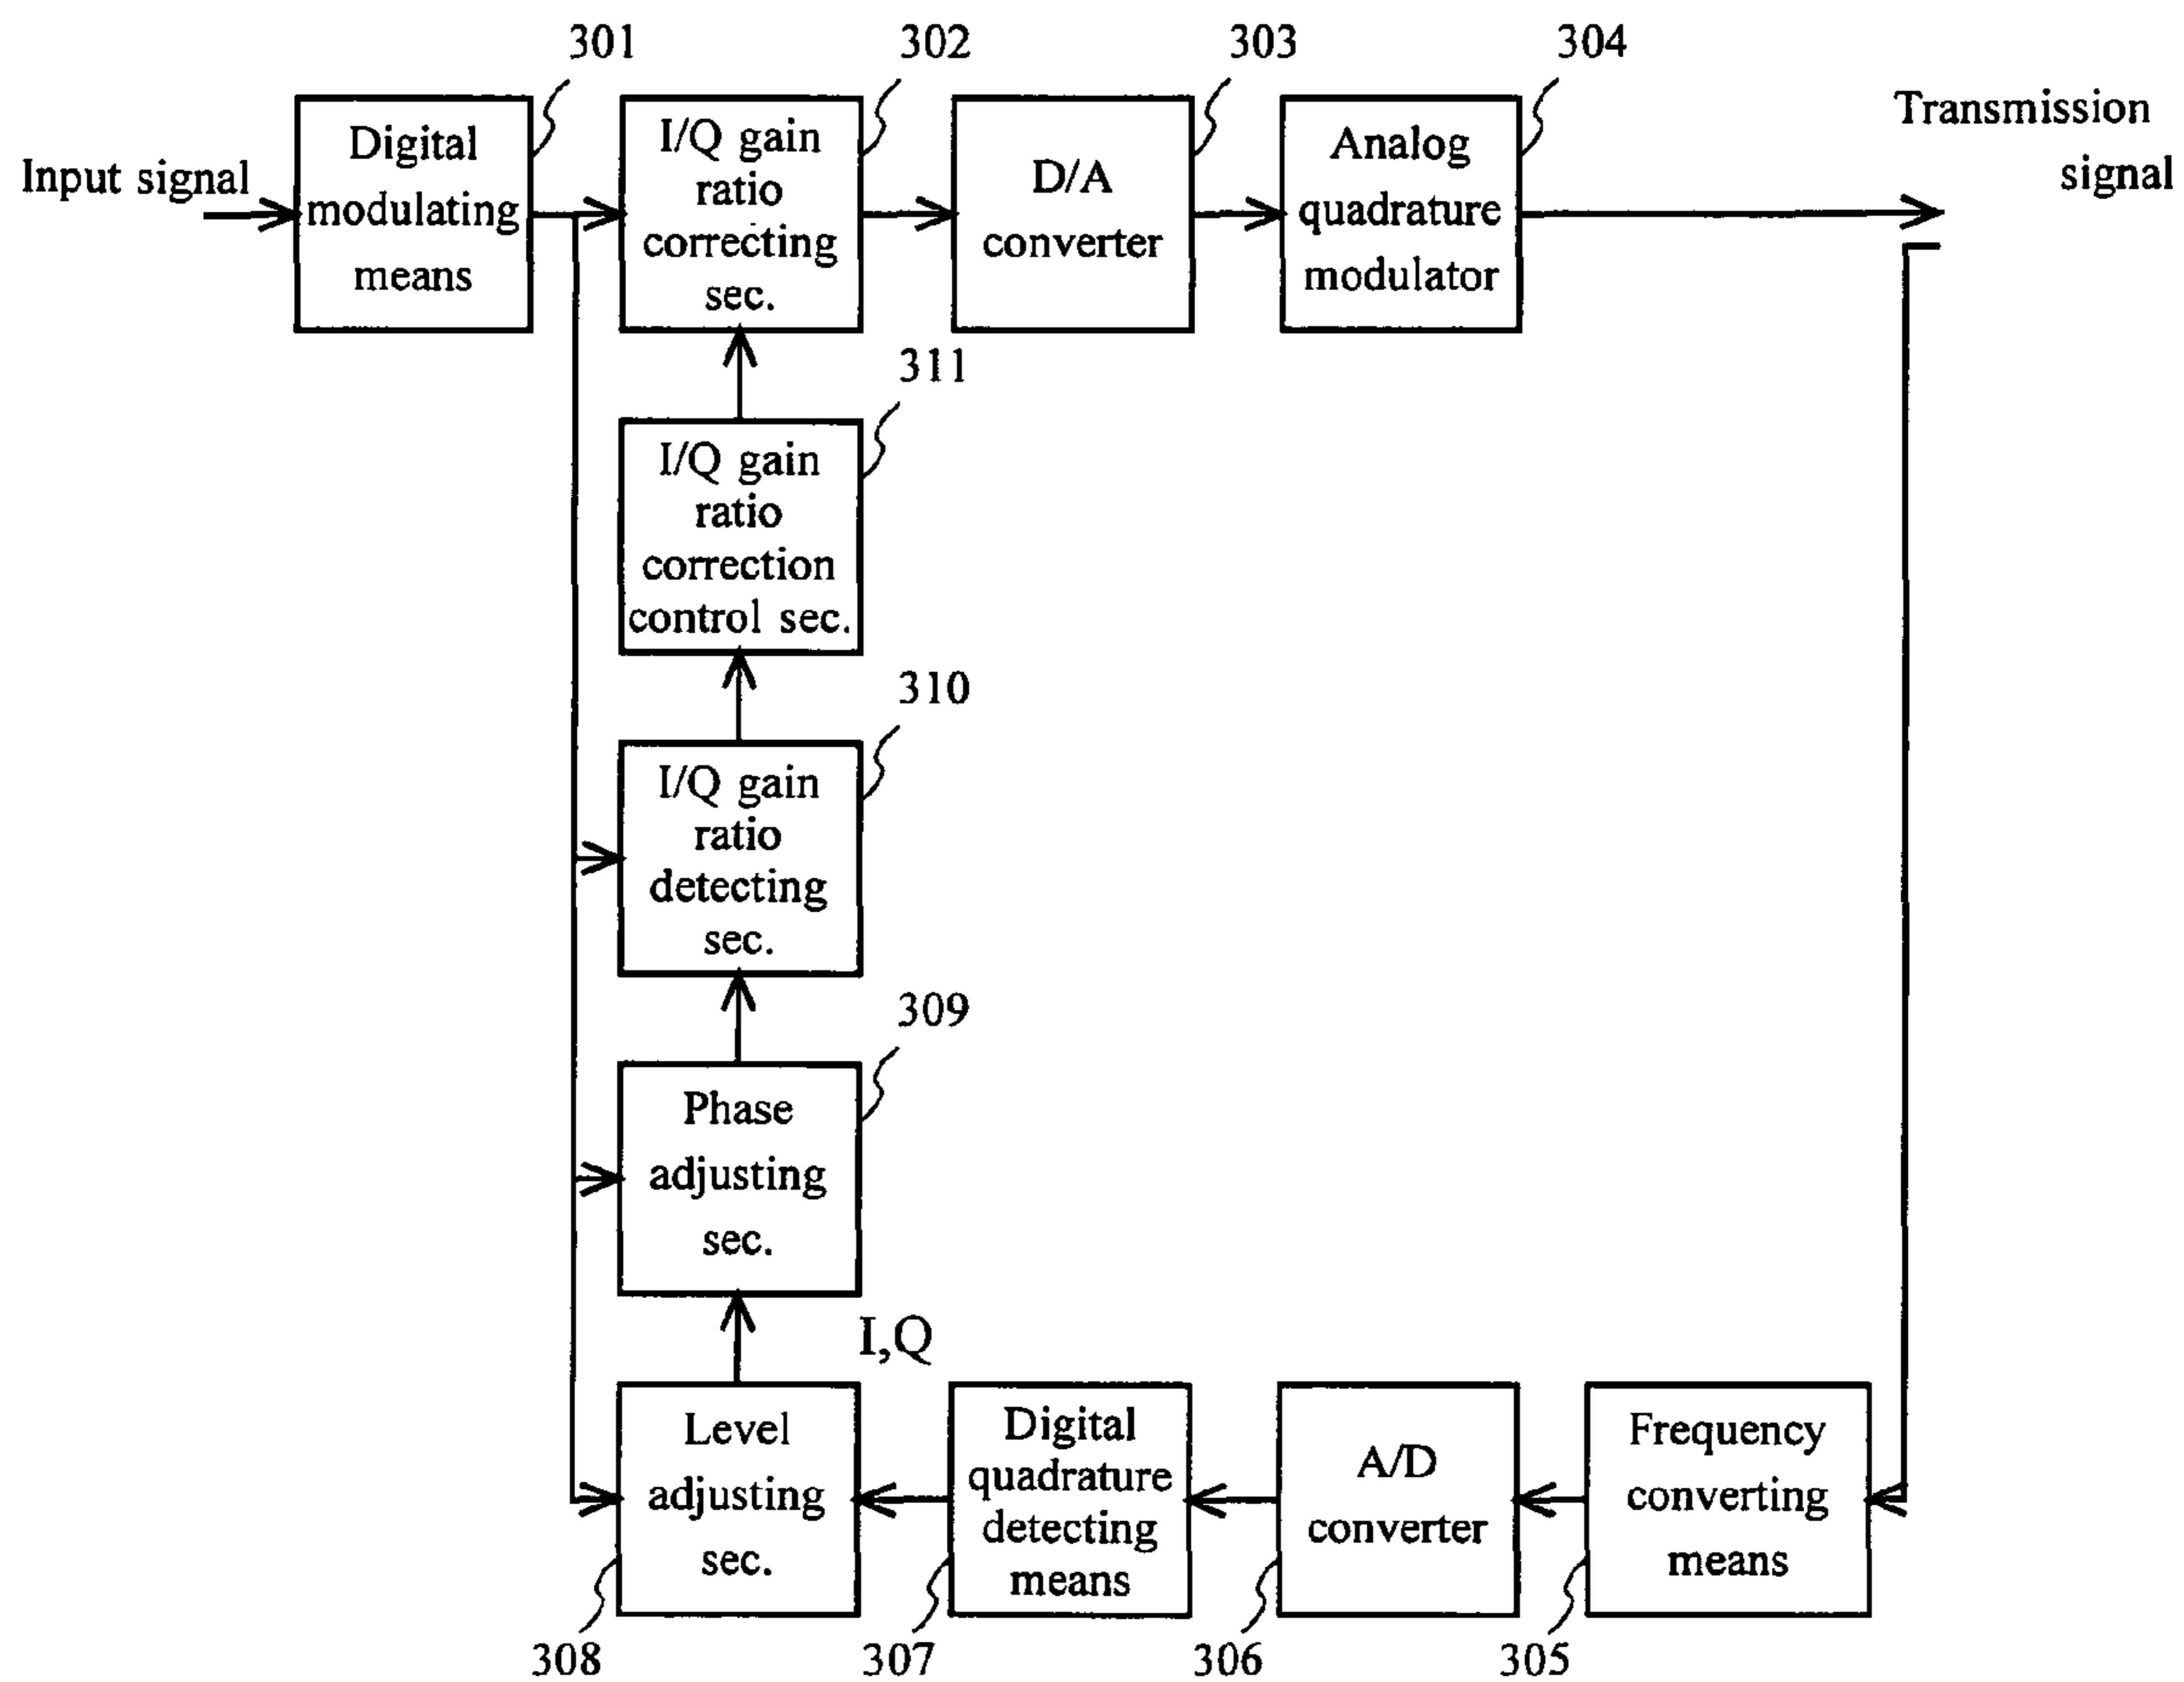 301
302
303
304
Input signal
Digital
modulating
means
I/Q gain
ratio
correcting
sec.
D/A
converter
Analog
quadrature
modulator
Transmission
signal
311
I/Q gain
ratio
correction
control sec.
310
I/Q gain
ratio
detecting
sec.
309
Phase
adjusting
sec.
I,Q
Level
adjusting
sec.
Digital
quadrature
detecting
means
A/D
converter
Frequency
converting
means
308
307
306
305